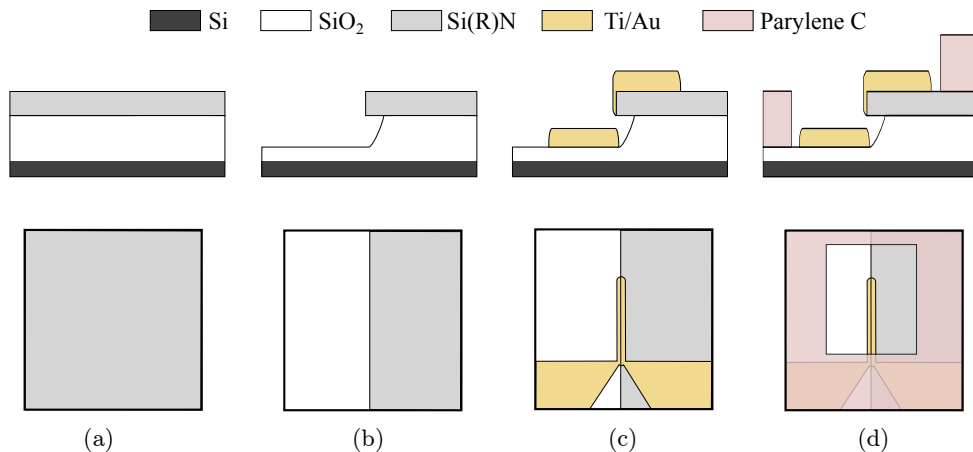 Si SiO₂ Si(R)N Ti/Au Parylene C
(a) (b) (c) (d)